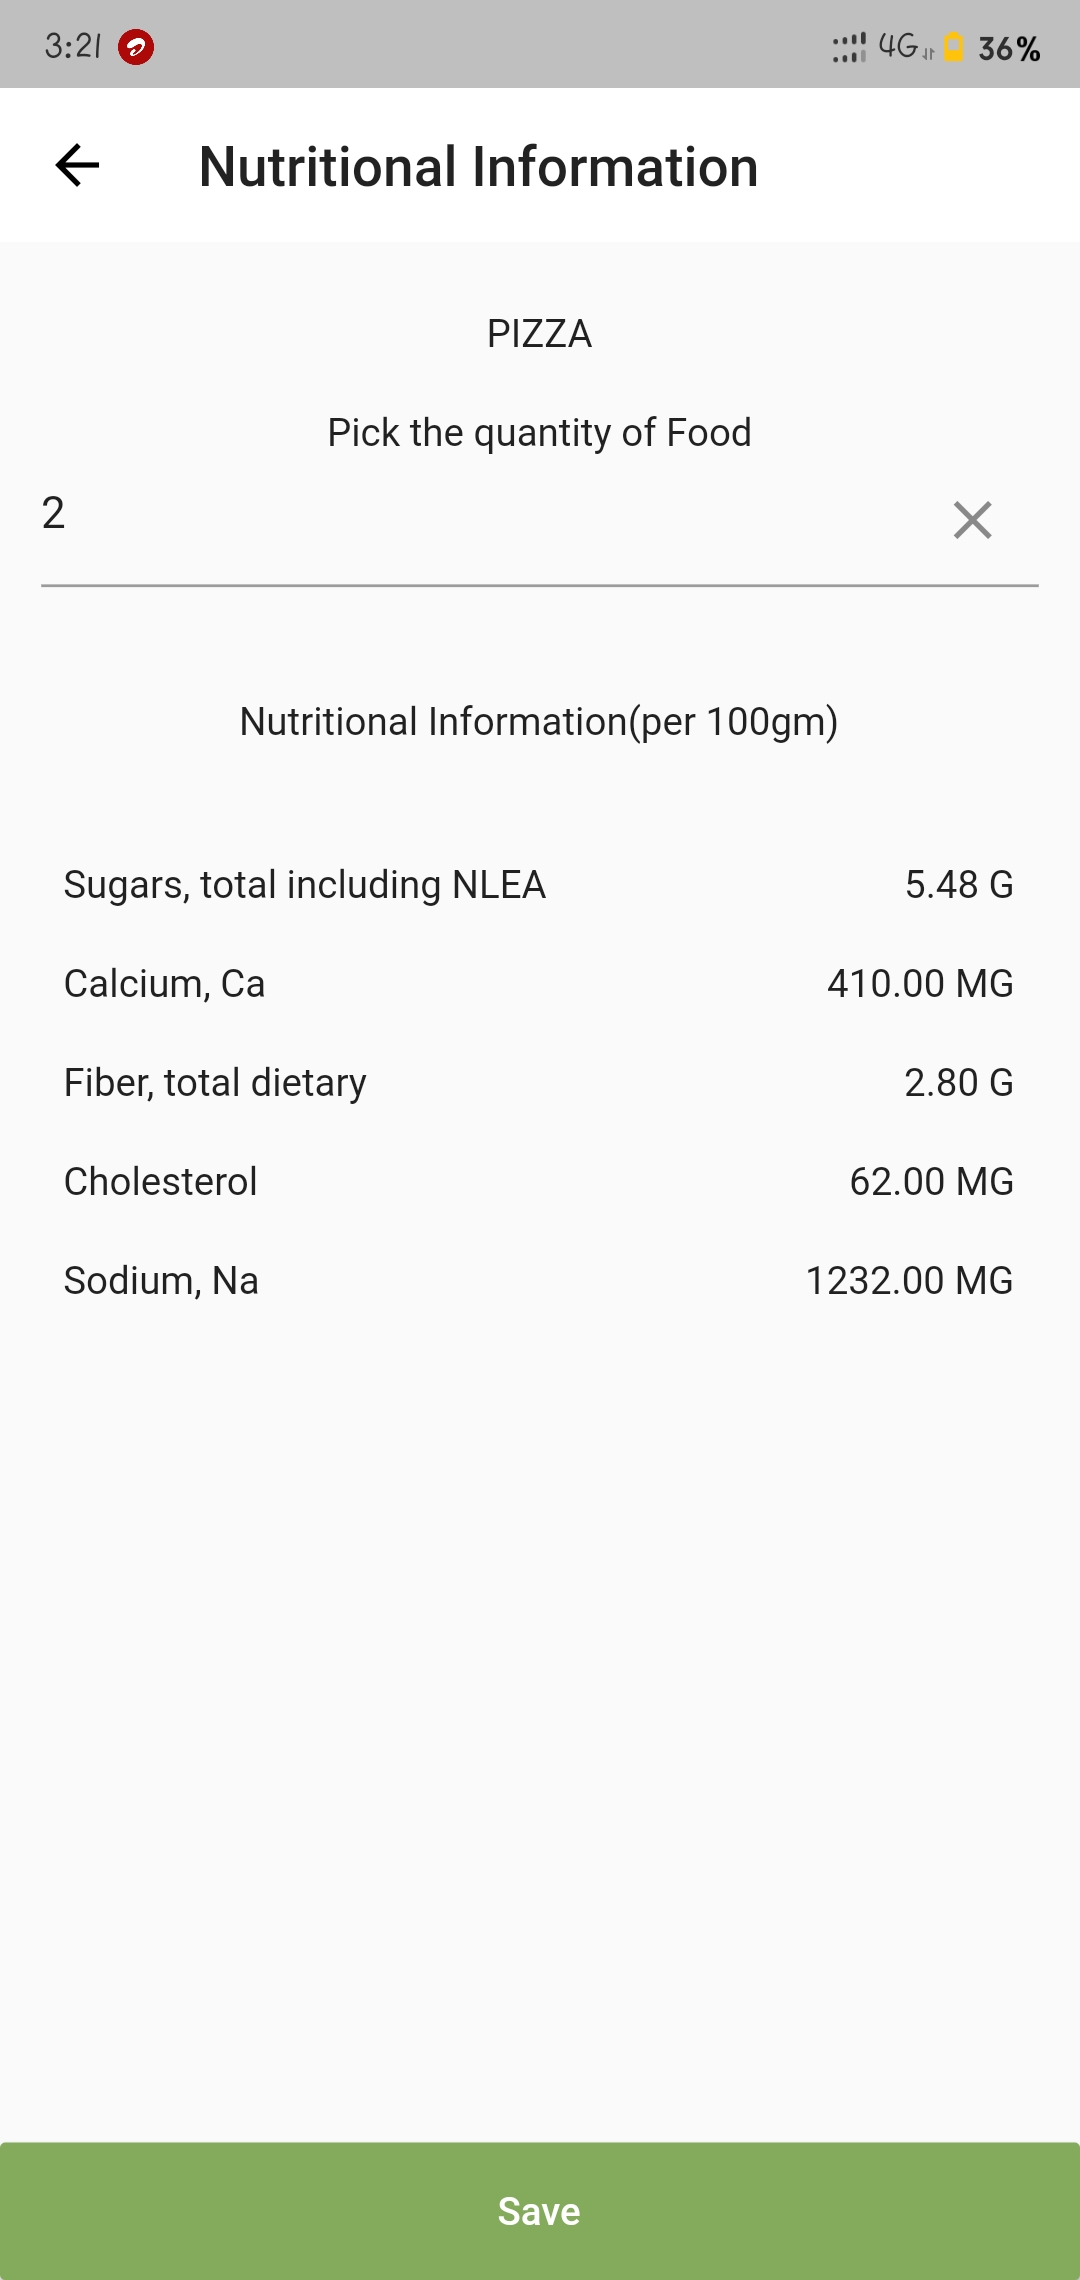 3:21 4G 36%
Nutritional Information
PIZZA
Pick the quantity of Food
2
Nutritional Information(per 100gm)
Sugars, total including NLEA 5.48 G
Calcium, Ca 410.00 MG
Fiber, total dietary 2.80 G
Cholesterol 62.00 MG
Sodium, Na 1232.00 MG
Save